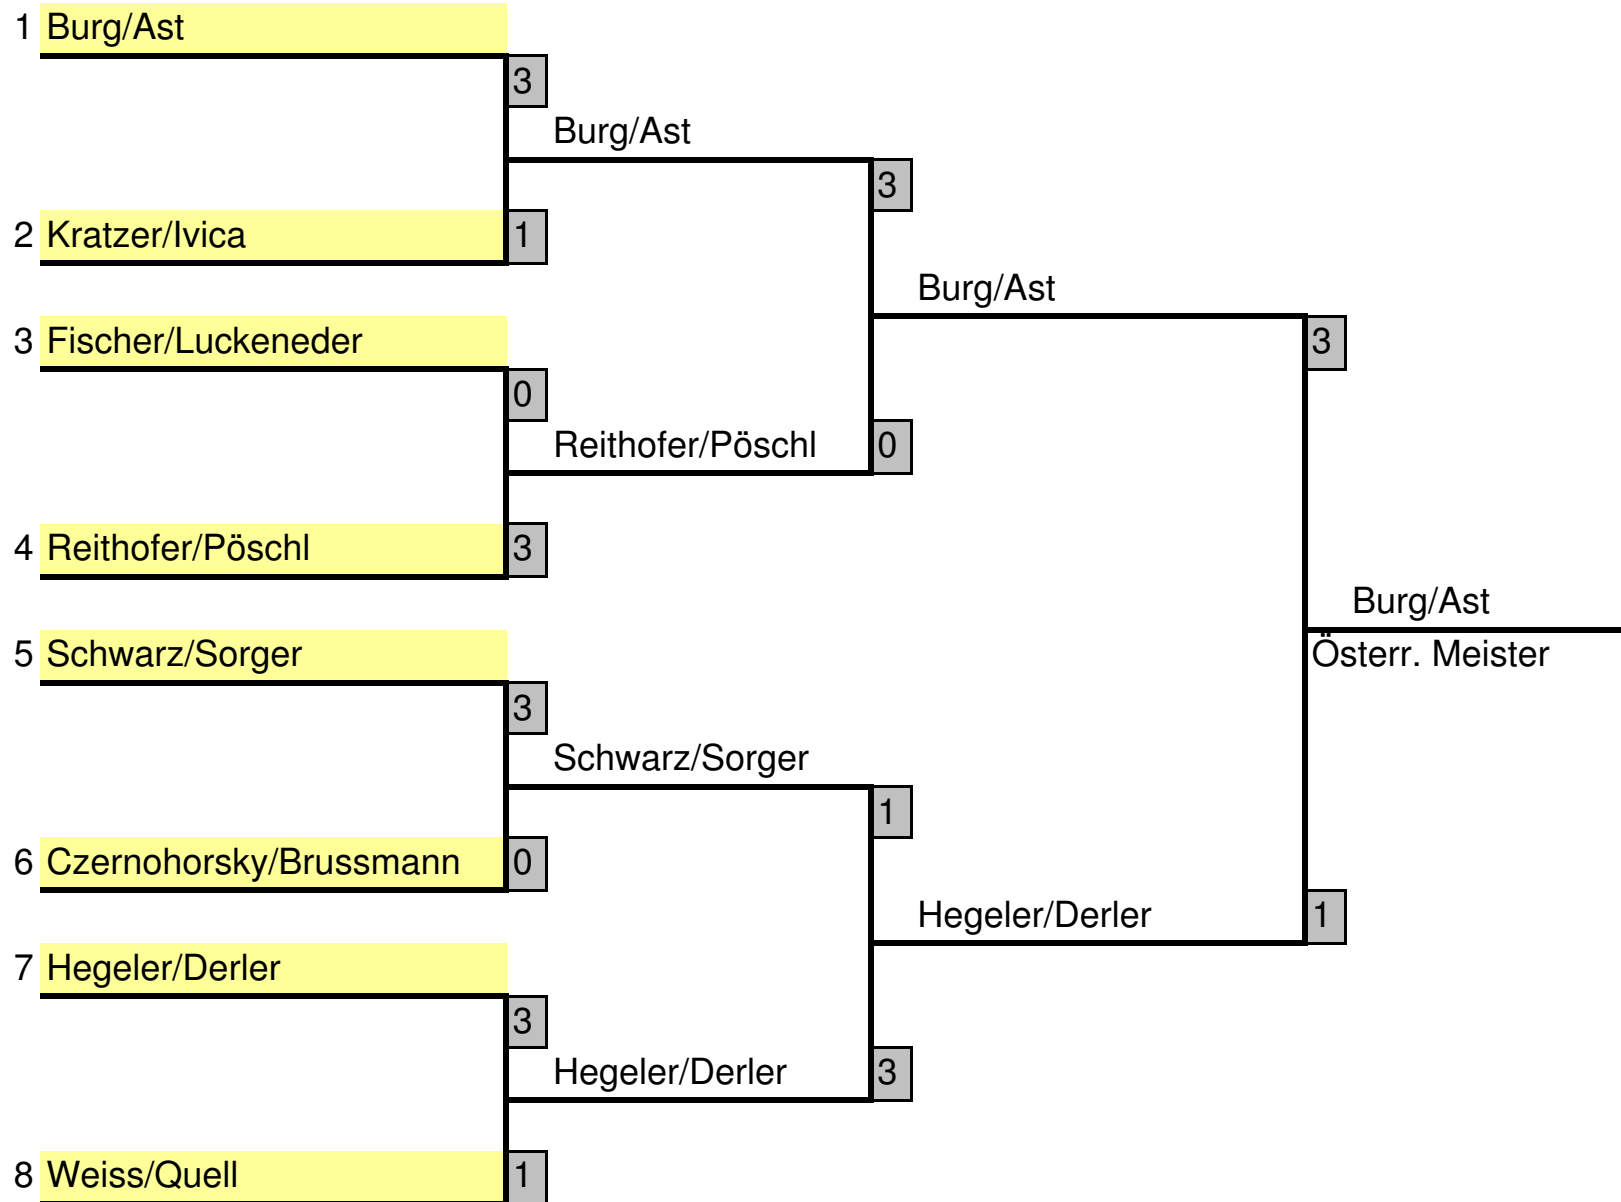 1 Burg/Ast
3
Burg/Ast
3
2 Kratzer/Ivica
1
Burg/Ast
3
3 Fischer/Luckeneder
0
Reithofer/Pöschl
0
4 Reithofer/Pöschl
3
Burg/Ast
Österr. Meister
5 Schwarz/Sorger
3
Schwarz/Sorger
1
6 Czernohorsky/Brussmann
0
Hegeler/Derler
1
7 Hegeler/Derler
3
Hegeler/Derler
3
8 Weiss/Quell
1